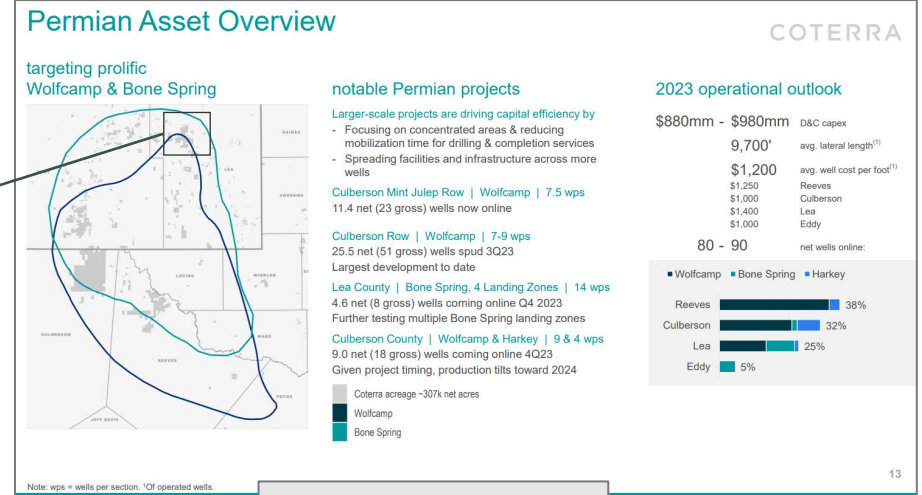 Permian Asset Overview
COTERRA
targeting prolific
Wolfcamp & Bone Spring
GAINES
LEA
ANDREWS
LOVING
WINKLER
CULBERSON
WARD
REEVES
PECOS
JEFF DAVIS
notable Permian projects
Larger-scale projects are driving capital efficiency by
- Focusing on concentrated areas & reducing
mobilization time for drilling & completion services
- Spreading facilities and infrastructure across more
wells
Culberson Mint Julep Row | Wolfcamp | 7.5 wps
11.4 net (23 gross) wells now online
Culberson Row | Wolfcamp | 7-9 wps
25.5 net (51 gross) wells spud 3Q23
Largest development to date
Lea County | Bone Spring, 4 Landing Zones | 14 wps
4.6 net (8 gross) wells coming online Q4 2023
Further testing multiple Bone Spring landing zones
Culberson County | Wolfcamp & Harkey | 9 & 4 wps
9.0 net (18 gross) wells coming online 4Q23
Given project timing, production tilts toward 2024
Coterra acreage ~307k net acres
Wolfcamp
Bone Spring
2023 operational outlook
$880mm - $980mm D&C capex
9,700' avg. lateral length(1)
$1,200 avg. well cost per foot(1)
$1,250 Reeves
$1,000 Culberson
$1,400 Lea
$1,000 Eddy
80 - 90 net wells online:
Wolfcamp Bone Spring Harkey
Reeves 38%
Culberson 32%
Lea 25%
Eddy 5%
Note: wps = wells per section. ¹Of operated wells.
13